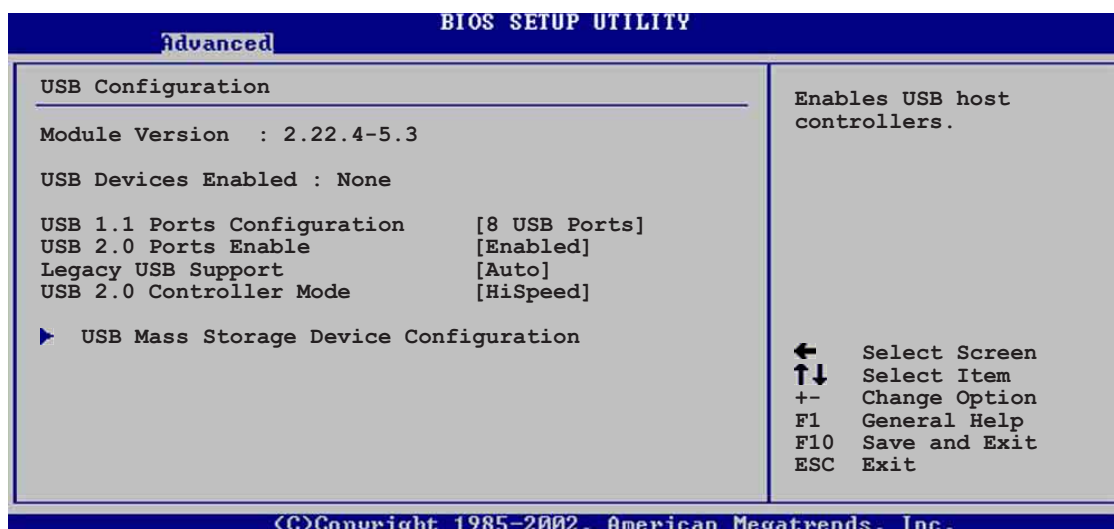 BIOS SETUP UTILITY
Advanced
USB Configuration
Module Version : 2.22.4-5.3
USB Devices Enabled : None
USB 1.1 Ports Configuration [8 USB Ports]
USB 2.0 Ports Enable [Enabled]
Legacy USB Support [Auto]
USB 2.0 Controller Mode [HiSpeed]
USB Mass Storage Device Configuration
Enables USB host
controllers.
Select Screen
Select Item
+- Change Option
F1 General Help
F10 Save and Exit
ESC Exit
(C)Copyright 1985-2002, American Megatrends, Inc.